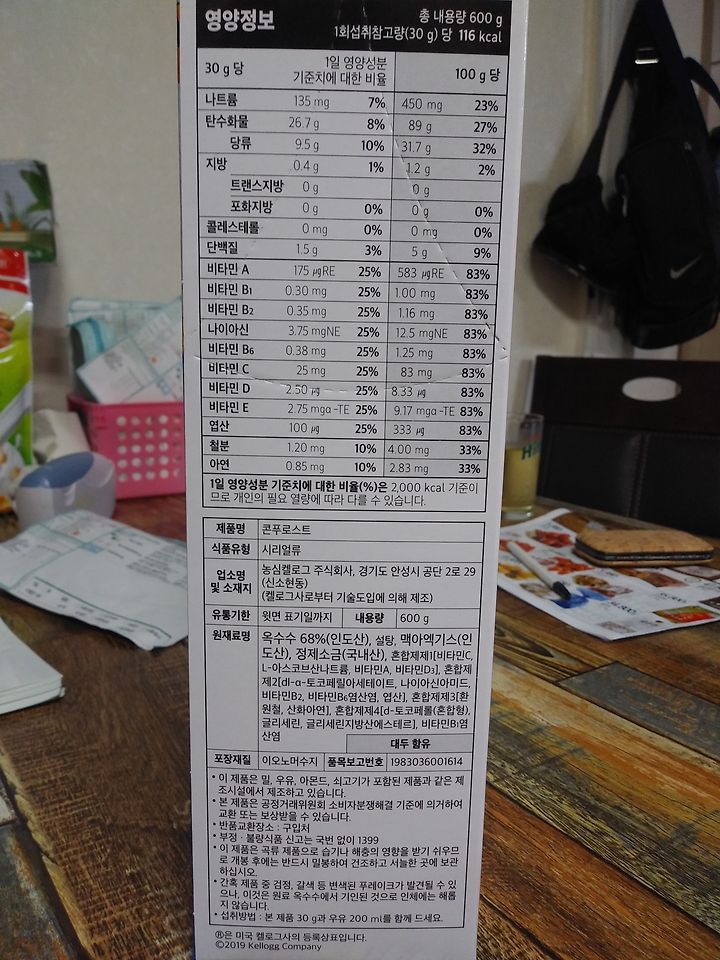 영양정보
총 내용량 600 g
1회섭취참고량(30 g) 당 116 kcal
30 g 당 1일 영양성분 기준치에 대한 비율 100 g 당
나트륨 135 mg 7% 450 mg 23%
탄수화물 26.7 g 8% 89 g 27%
당류 9.5 g 10% 31.7 g 32%
지방 0.4 g 1% 1.2 g 2%
트랜스지방 0 g 0 g
포화지방 0 g 0% 0 g 0%
콜레스테롤 0 mg 0% 0 mg 0%
단백질 1.5 g 3% 5 g 9%
비타민 A 175 μgRE 25% 583 μgRE 83%
비타민 B1 0.30 mg 25% 1.00 mg 83%
비타민 B2 0.35 mg 25% 1.16 mg 83%
나이아신 3.75 mgNE 25% 12.5 mgNE 83%
비타민 B6 0.38 mg 25% 1.25 mg 83%
비타민 C 25 mg 25% 83 mg 83%
비타민 D 2.50 μg 25% 8.33 μg 83%
비타민 E 2.75 mgα-TE 25% 9.17 mgα-TE 83%
엽산 100 μg 25% 333 μg 83%
철분 1.20 mg 10% 4.00 mg 33%
아연 0.85 mg 10% 2.83 mg 33%
1일 영양성분 기준치에 대한 비율(%)은 2,000 kcal 기준이
므로 개인의 필요 열량에 따라 다를 수 있습니다.
제품명 콘푸로스트
식품유형 시리얼류
업소명 및 소재지 농심켈로그 주식회사, 경기도 안성시 공단 2로 29
(신소현동)
(켈로그사로부터 기술도입에 의해 제조)
유통기한 윗면 표기일까지 내용량 600 g
원재료명 옥수수 68%(인도산), 설탕, 맥아엑기스(인
도산), 정제소금(국내산), 혼합제제1[비타민C,
L-아스코브산나트륨, 비타민A, 비타민D3], 혼합제
제2[dl-α-토코페릴아세테이트, 나이아신아미드,
비타민B2, 비타민B6염산염, 엽산], 혼합제제3[환
원철, 산화아연], 혼합제제4[d-토코페롤(혼합형),
글리세린, 글리세린지방산에스테르], 비타민B1염
산염
대두 함유
포장재질 이오노머수지 품목보고번호 1983036001614
• 이 제품은 밀, 우유, 아몬드, 쇠고기가 포함된 제품과 같은 제
조시설에서 제조하고 있습니다.
• 본 제품은 공정거래위원회 소비자분쟁해결 기준에 의거하여
교환 또는 보상받을 수 있습니다.
• 반품교환장소 : 구입처
• 부정 · 불량식품 신고는 국번 없이 1399
• 이 제품은 곡류 제품으로 습기나 해충의 영향을 받기 쉬우므
로 개봉 후에는 반드시 밀봉하여 건조하고 서늘한 곳에 보관
하십시오.
• 간혹 제품 중 검정, 갈색 등 변색된 푸레이크가 발견될 수 있
으나, 이것은 원료 옥수수에서 기인된 것으로 인체에는 해롭
지 않습니다.
• 섭취방법 : 본 제품 30 g과 우유 200 ml를 함께 드세요.
®은 미국 켈로그사의 등록상표입니다.
©2019 Kellogg Company